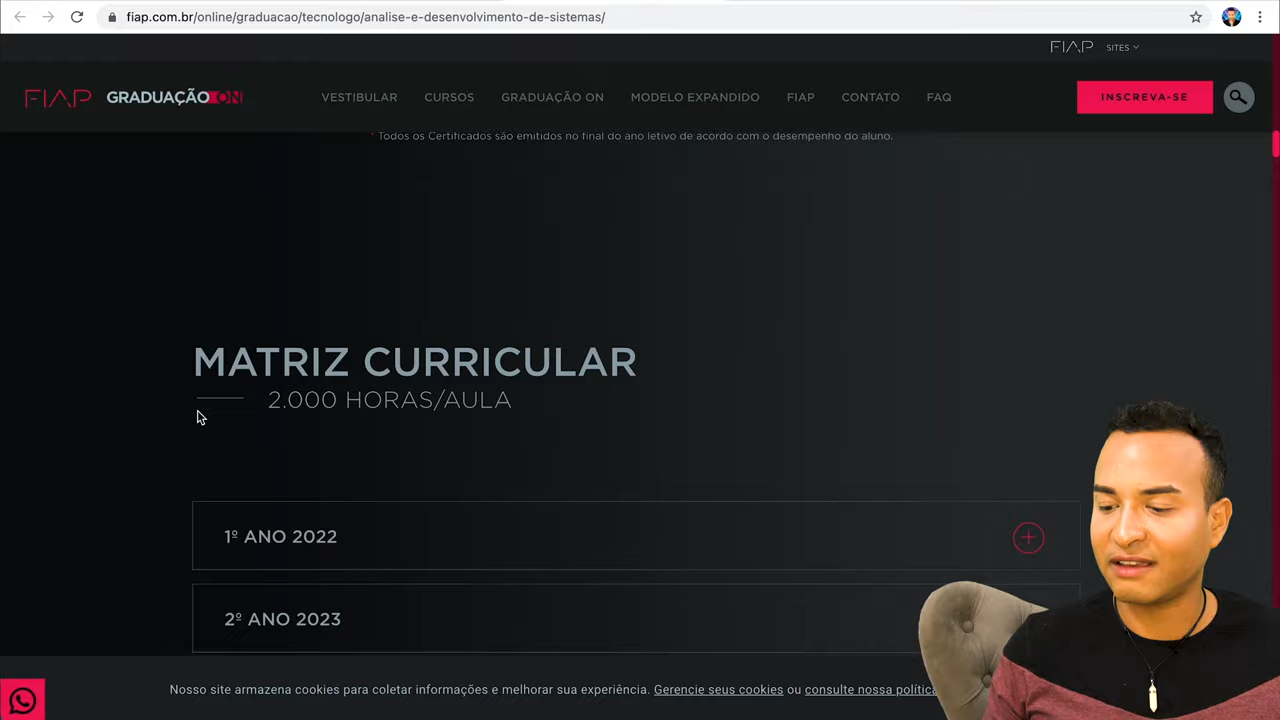 fiap.com.br/online/graduacao/tecnologo/analise-e-desenvolvimento-de-sistemas/
FIAP SITES
FIAP GRADUAÇÃO ON VESTIBULAR CURSOS GRADUAÇÃO ON MODELO EXPANDIDO FIAP CONTATO FAQ INSCREVA-SE
* Todos os Certificados são emitidos no final do ano letivo de acordo com o desempenho do aluno.
MATRIZ CURRICULAR
2.000 HORAS/AULA
1º ANO 2022
2º ANO 2023
Nosso site armazena cookies para coletar informações e melhorar sua experiência. Gerencie seus cookies ou consulte nossa política